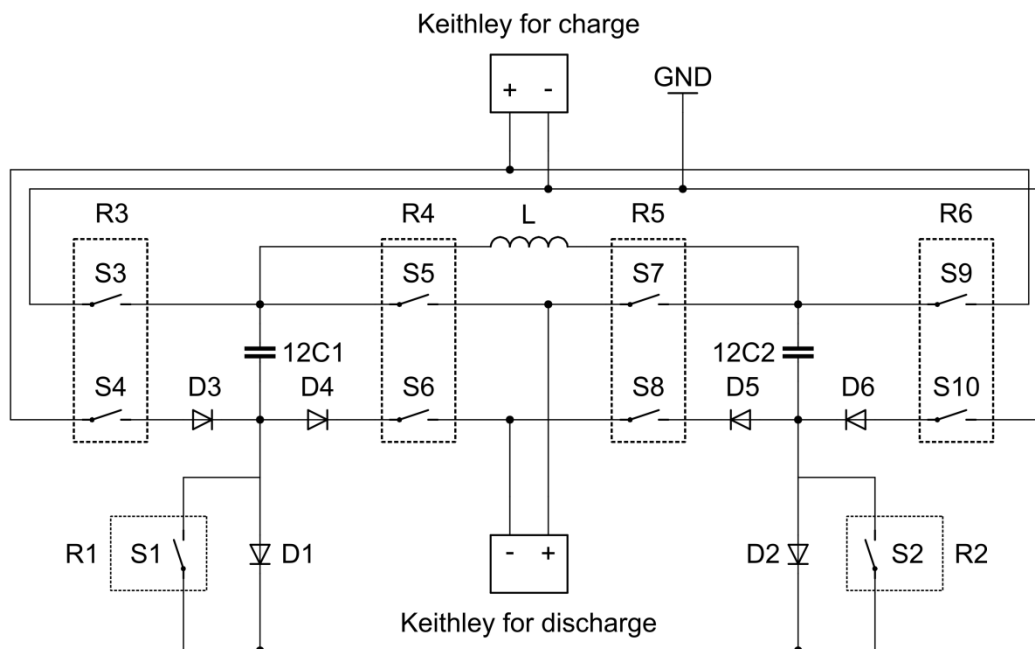 Keithley for charge
+ -
GND
R3 R4 L R5 R6
S3 S5 S7 S9
12C1 12C2
S4 D3 D4 S6 S8 D5 D6 S10
R1 S1 D1 - + D2 S2 R2
Keithley for discharge